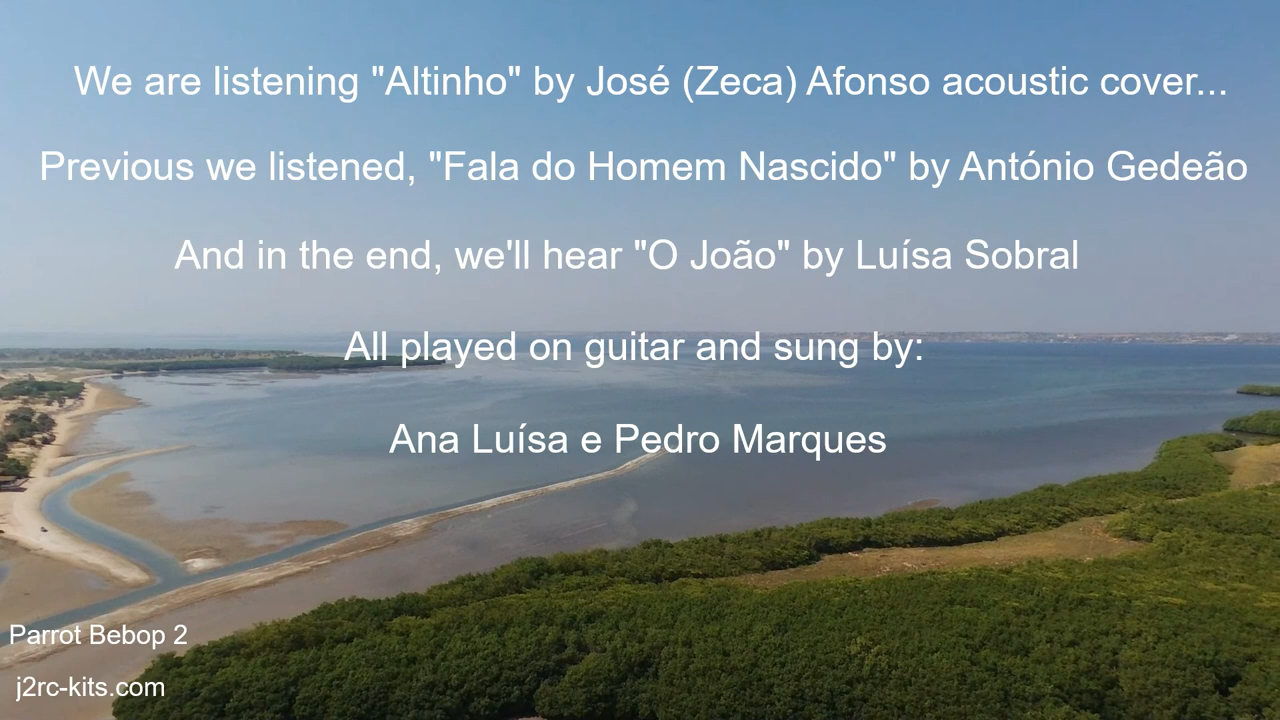 We are listening "Altinho" by José (Zeca) Afonso acoustic cover...
Previous we listened, "Fala do Homem Nascido" by António Gedeão
And in the end, we'll hear "O João" by Luísa Sobral
All played on guitar and sung by:
Ana Luísa e Pedro Marques
Parrot Bebop 2
j2rc-kits.com